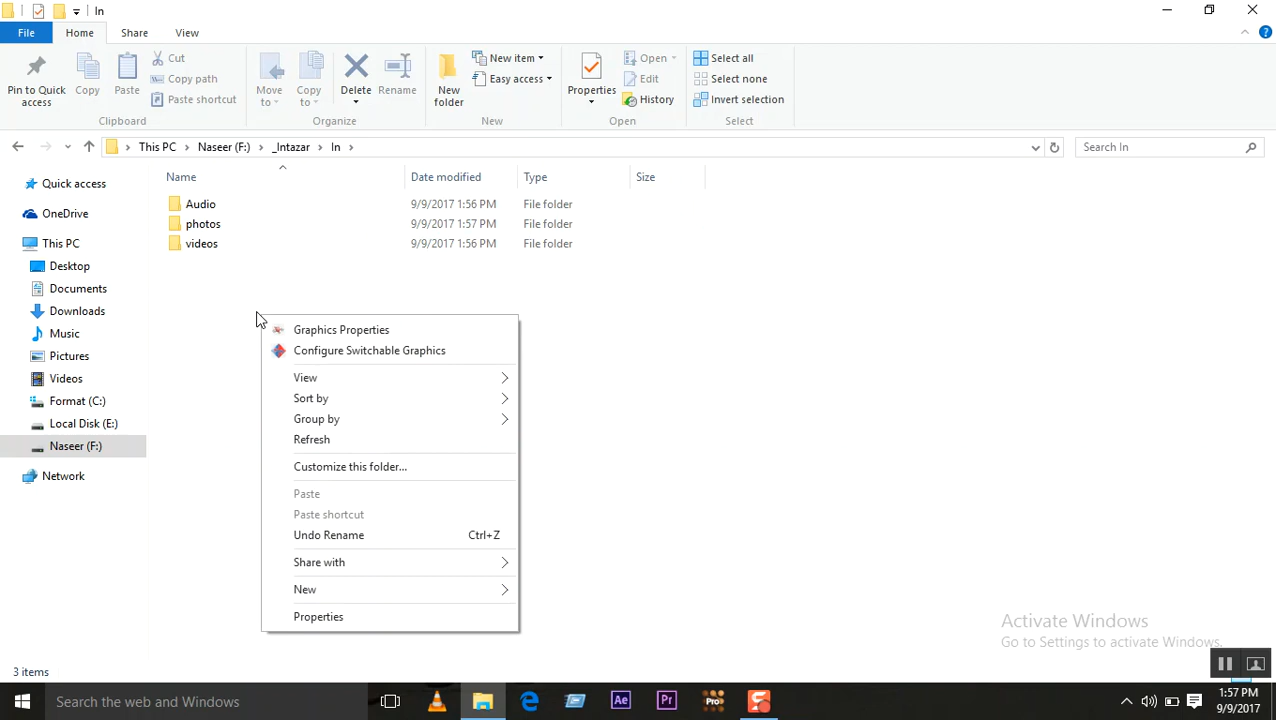 In
File Home Share View
Pin to Quick access
Copy
Paste
Cut
Copy path
Paste shortcut
Clipboard
Move to
Copy to
Delete
Rename
Organize
New folder
New item
Easy access
New
Properties
Open
Edit
History
Open
Select all
Select none
Invert selection
Select
This PC Naseer (F:) _Intazar In
Search In
Name Date modified Type Size
Audio 9/9/2017 1:56 PM File folder
photos 9/9/2017 1:57 PM File folder
videos 9/9/2017 1:56 PM File folder
Quick access
OneDrive
This PC
Desktop
Documents
Downloads
Music
Pictures
Videos
Format (C:)
Local Disk (E:)
Naseer (F:)
Network
Graphics Properties
Configure Switchable Graphics
View
Sort by
Group by
Refresh
Customize this folder...
Paste
Paste shortcut
Undo Rename Ctrl+Z
Share with
New
Properties
Activate Windows
Go to Settings to activate Windows.
3 items
Search the web and Windows
Ae
Pr
Pro
1:57 PM
9/9/2017